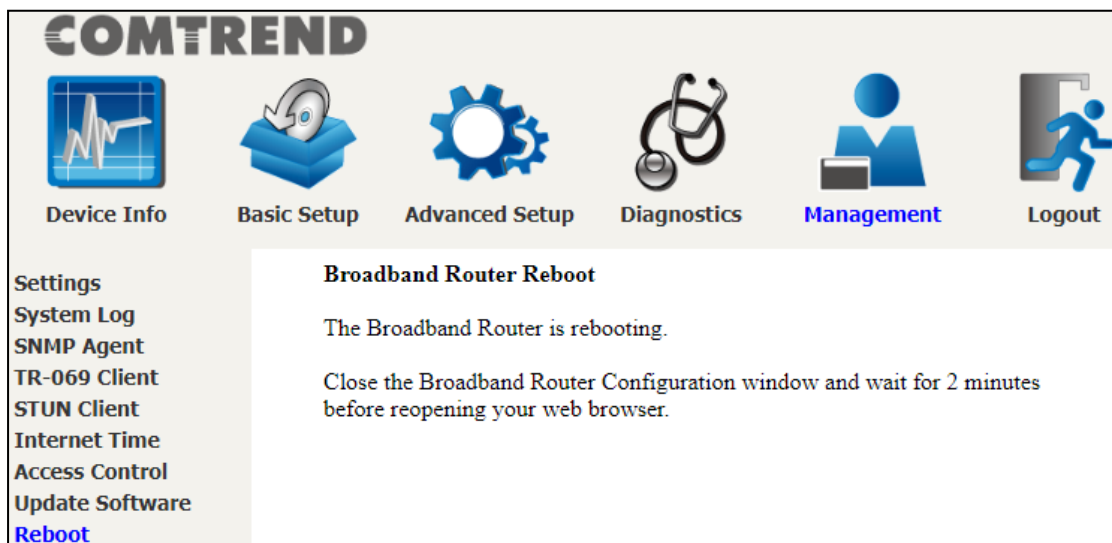 COMTREND
Device Info
Basic Setup
Advanced Setup
Diagnostics
Management
Logout
Settings
System Log
SNMP Agent
TR-069 Client
STUN Client
Internet Time
Access Control
Update Software
Reboot
Broadband Router Reboot
The Broadband Router is rebooting.
Close the Broadband Router Configuration window and wait for 2 minutes
before reopening your web browser.